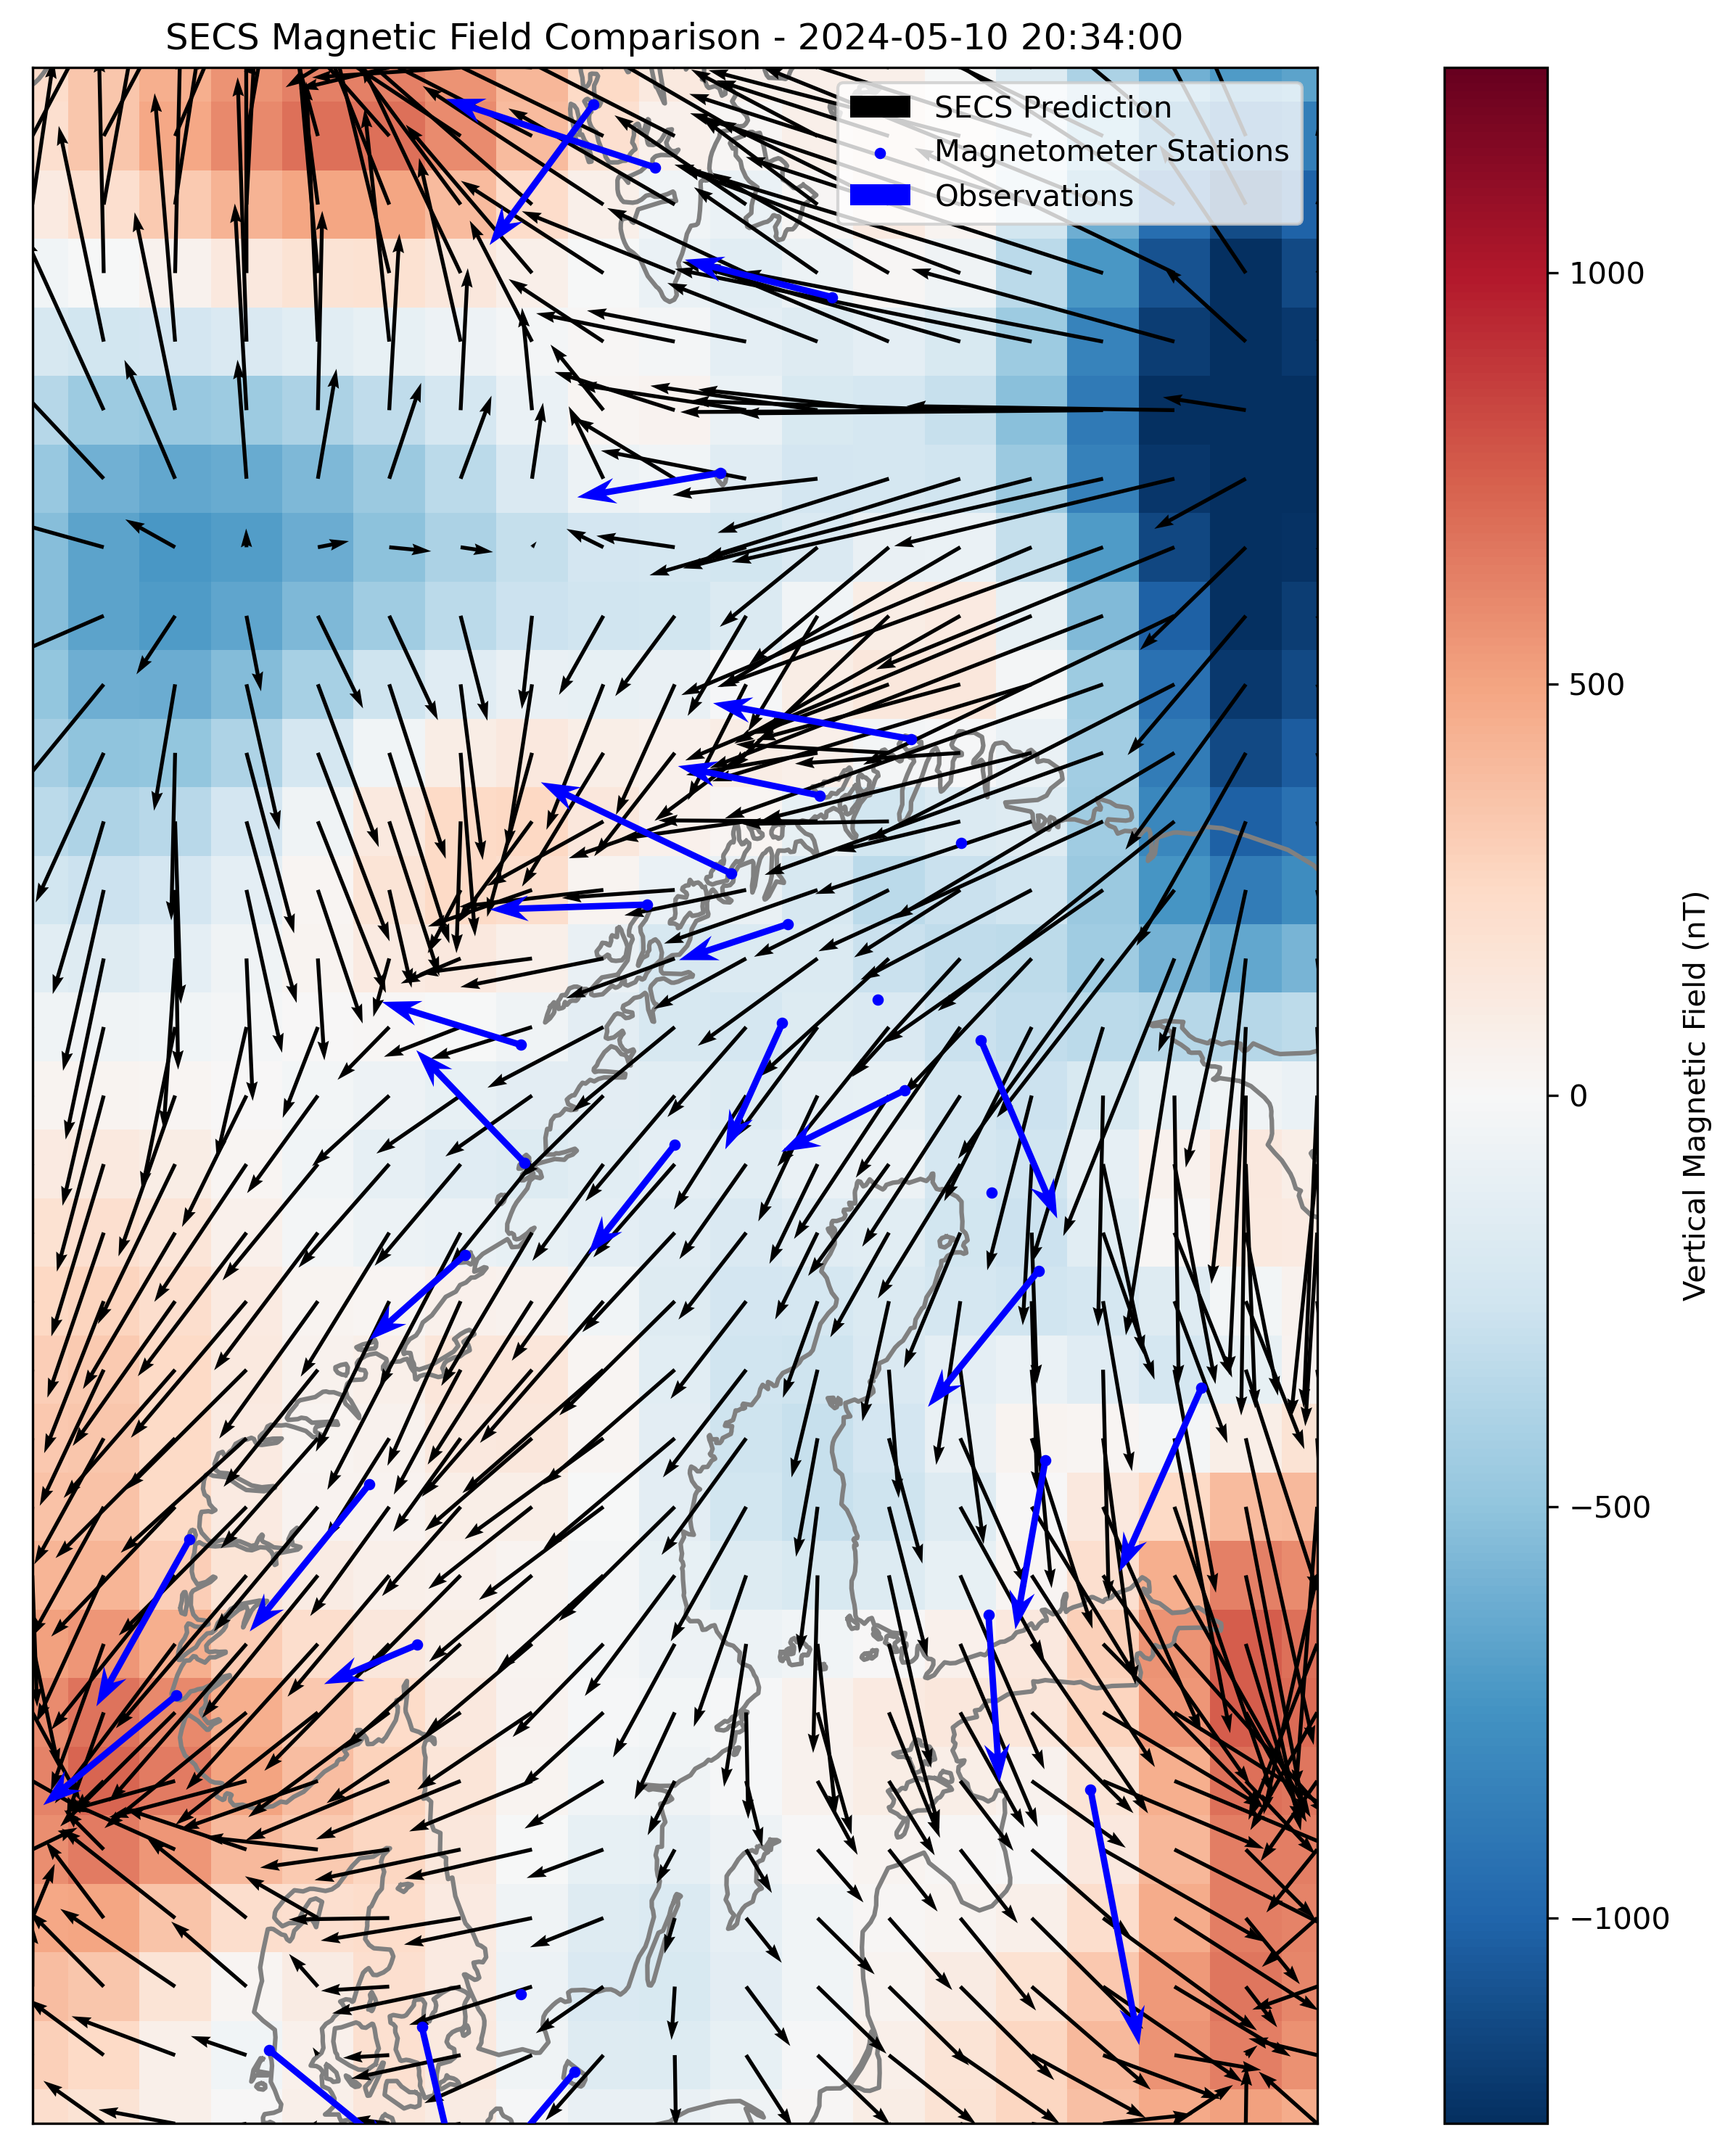 SECS Magnetic Field Comparison - 2024-05-10 20:34:00
SECS Prediction
Magnetometer Stations
Observations
1000
500
0
−500
−1000
Vertical Magnetic Field (nT)